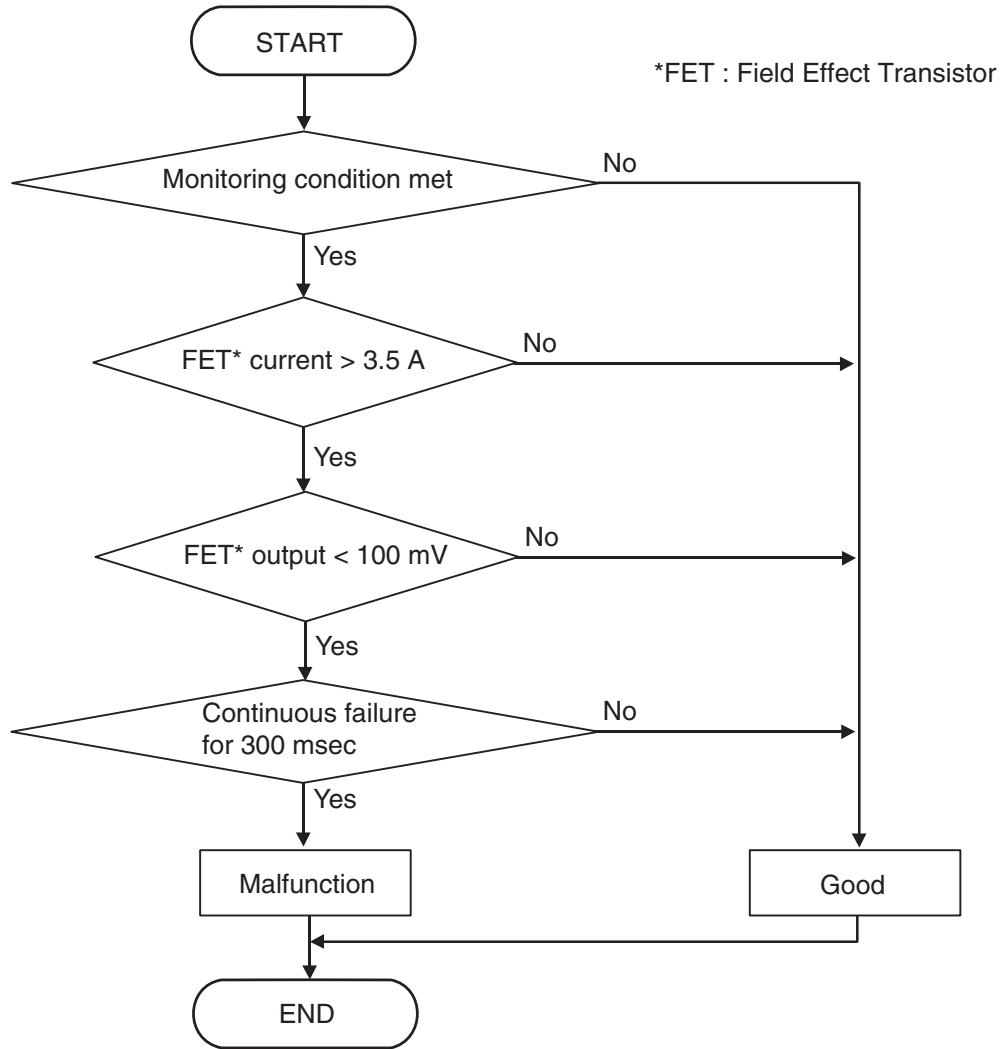 START
*FET : Field Effect Transistor
Monitoring condition met
No
Yes
FET* current > 3.5 A
No
Yes
FET* output < 100 mV
No
Yes
Continuous failure
for 300 msec
No
Yes
Malfunction
Good
END